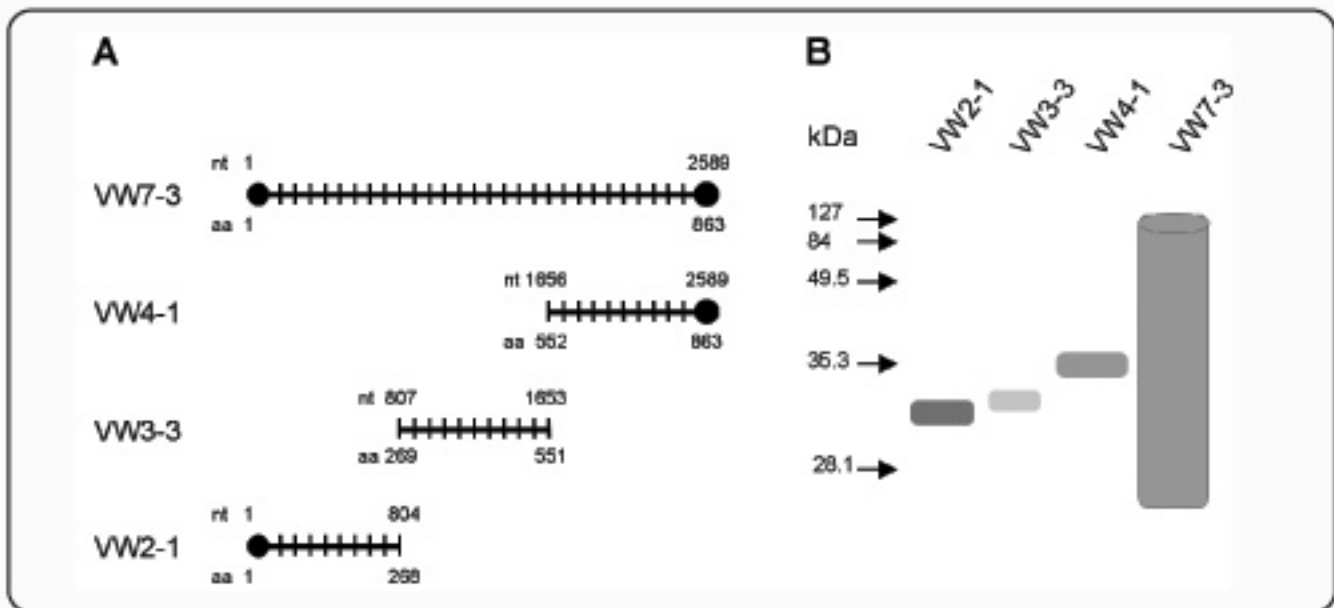 A
nt 1 2589
VW7-3
aa 1 863
nt 1656 2589
VW4-1
aa 552 863
nt 807 1653
VW3-3
aa 269 551
nt 1 804
VW2-1
aa 1 268
B
VW2-1 VW3-3 VW4-1 VW7-3
kDa
127
84
49.5
35.3
28.1